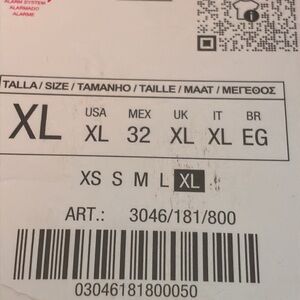 ALARM SYSTEM
ALARMADO
ALARME
TALLA / SIZE / TAMANHO / TAILLE / MAAT / ΜΕΓΕΘΟΣ
XL
USA MEX UK IT BR
XL 32 XL XL EG
XS S M L XL
ART.: 3046/181/800
03046181800050